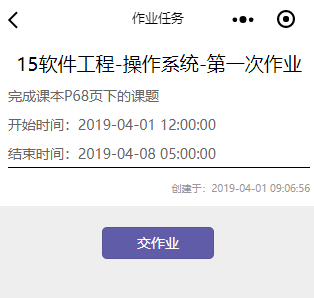 作业任务
15软件工程-操作系统-第一次作业
完成课本P68页下的课题
开始时间：2019-04-01 12:00:00
结束时间：2019-04-08 05:00:00
创建于：2019-04-01 09:06:56
交作业